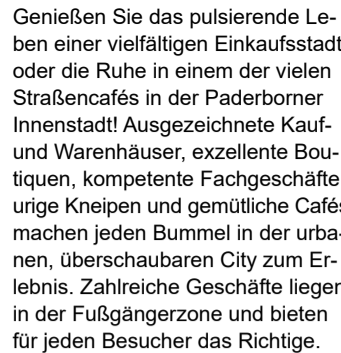 Genießen Sie das pulsierende Le-
ben einer vielfältigen Einkaufsstadt
oder die Ruhe in einem der vielen
Straßencafés in der Paderborner
Innenstadt! Ausgezeichnete Kauf-
und Warenhäuser, exzellente Bou-
tiquen, kompetente Fachgeschäfte
urige Kneipen und gemütliche Cafés
machen jeden Bummel in der urba-
nen, überschaubaren City zum Er-
lebnis. Zahlreiche Geschäfte liegen
in der Fußgängerzone und bieten
für jeden Besucher das Richtige.